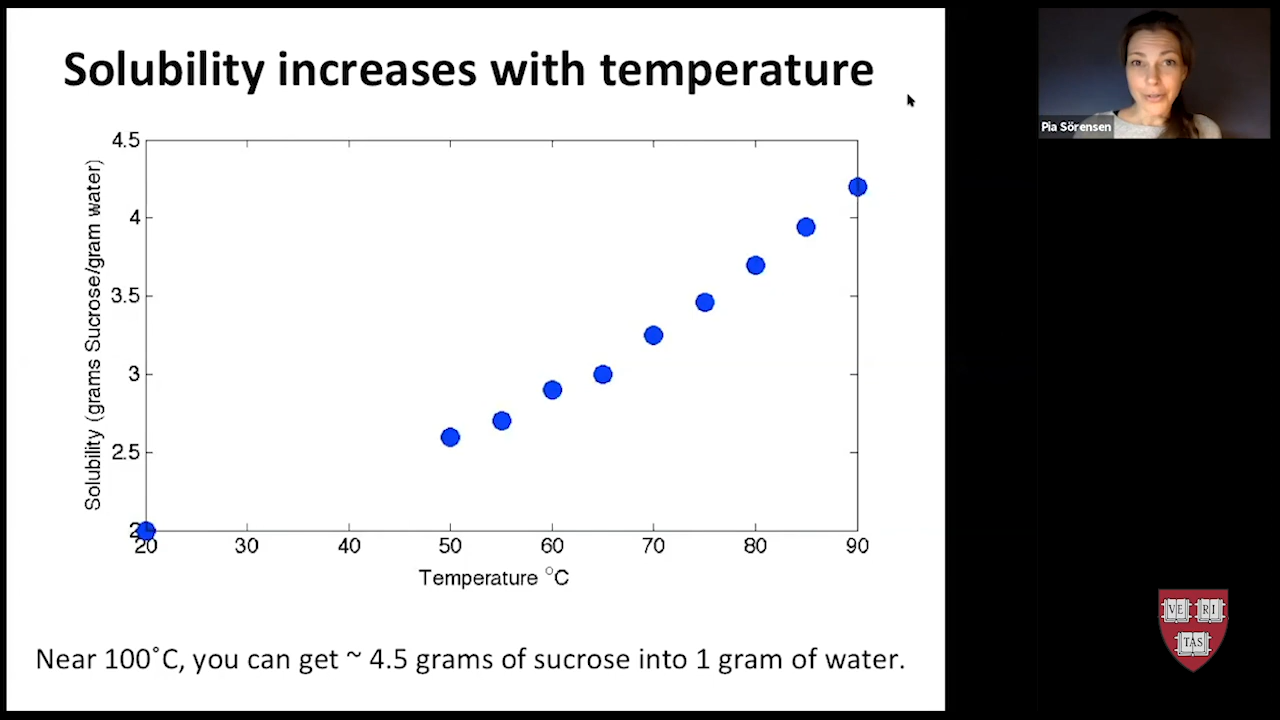 Solubility increases with temperature
Pia Sörensen
4.5
4
3.5
3
2.5
2
Solubility (grams Sucrose/gram water)
20 30 40 50 60 70 80 90
Temperature °C
Near 100˚C, you can get ~ 4.5 grams of sucrose into 1 gram of water.
VE RI
TAS